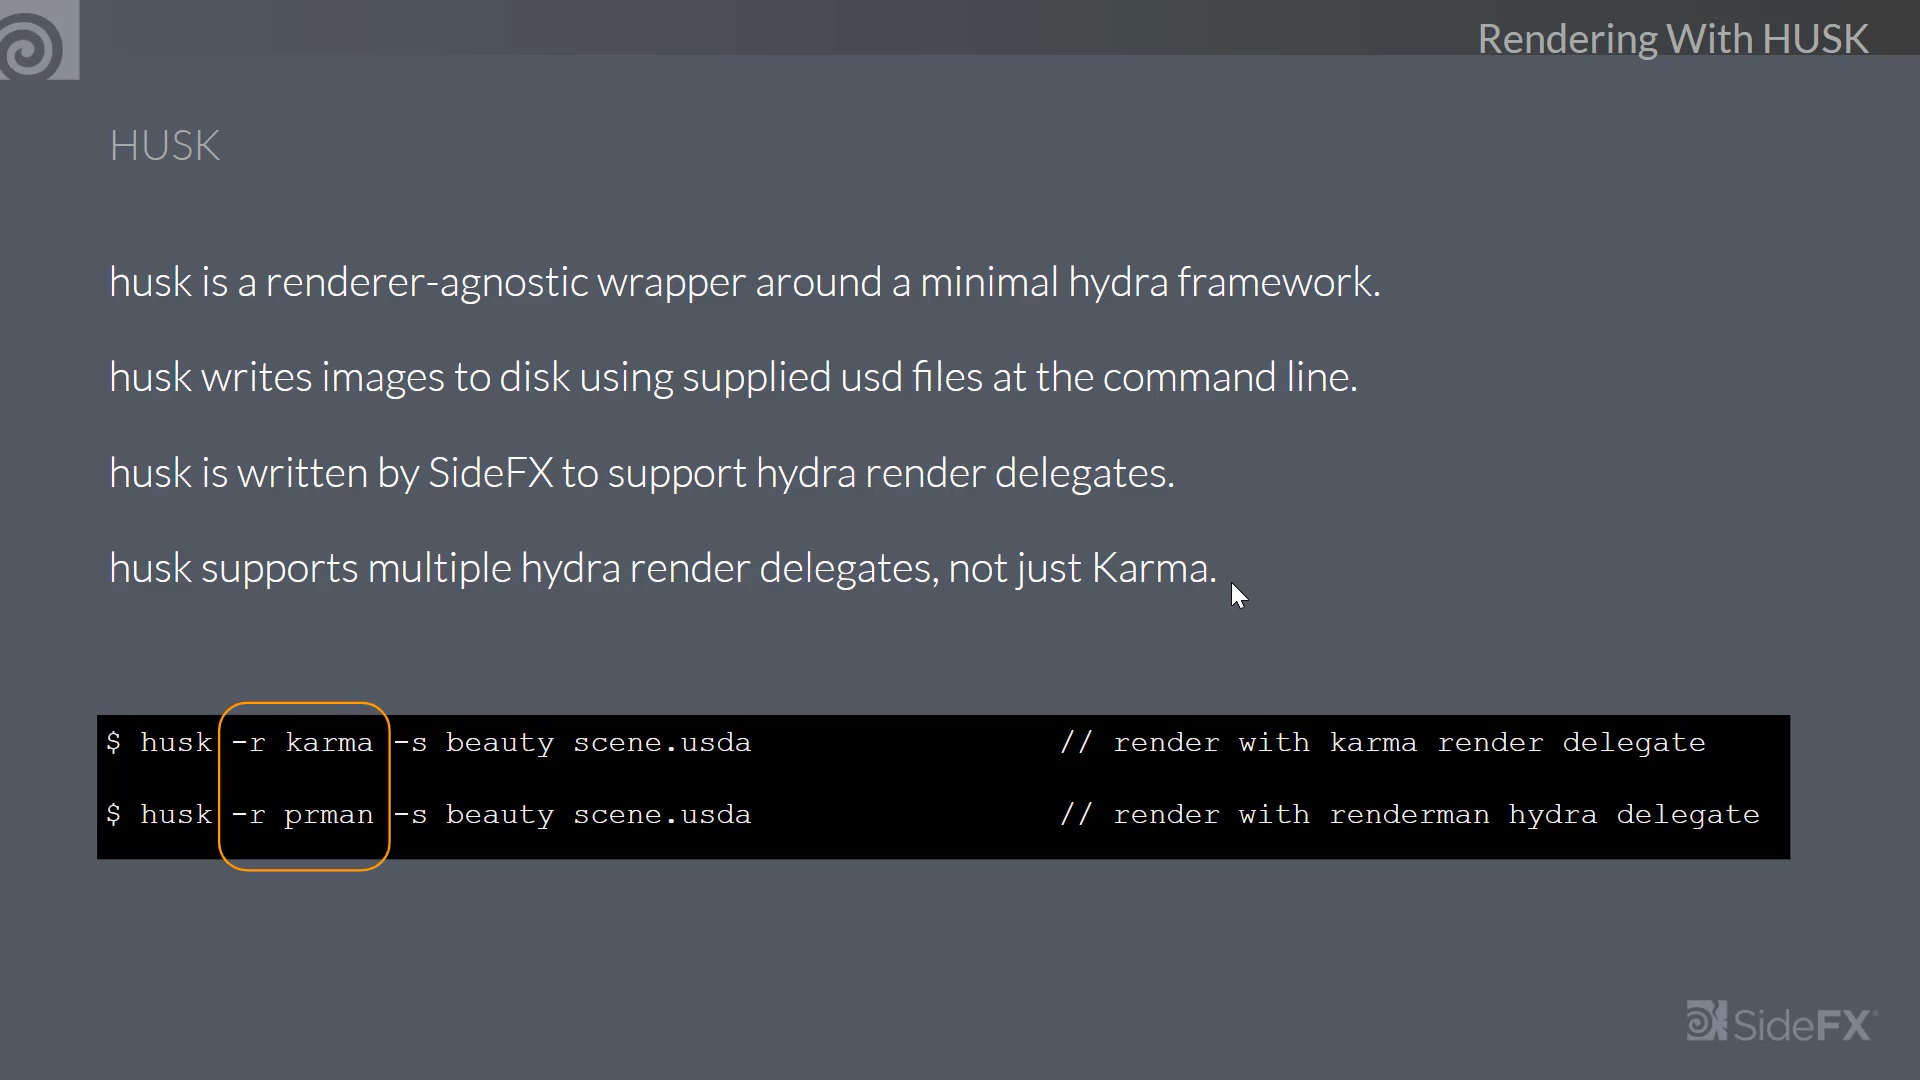 Rendering With HUSK
HUSK
husk is a renderer-agnostic wrapper around a minimal hydra framework.
husk writes images to disk using supplied usd files at the command line.
husk is written by SideFX to support hydra render delegates.
husk supports multiple hydra render delegates, not just Karma.
$ husk -r karma -s beauty scene.usda // render with karma render delegate
$ husk -r prman -s beauty scene.usda // render with renderman hydra delegate
SideFX